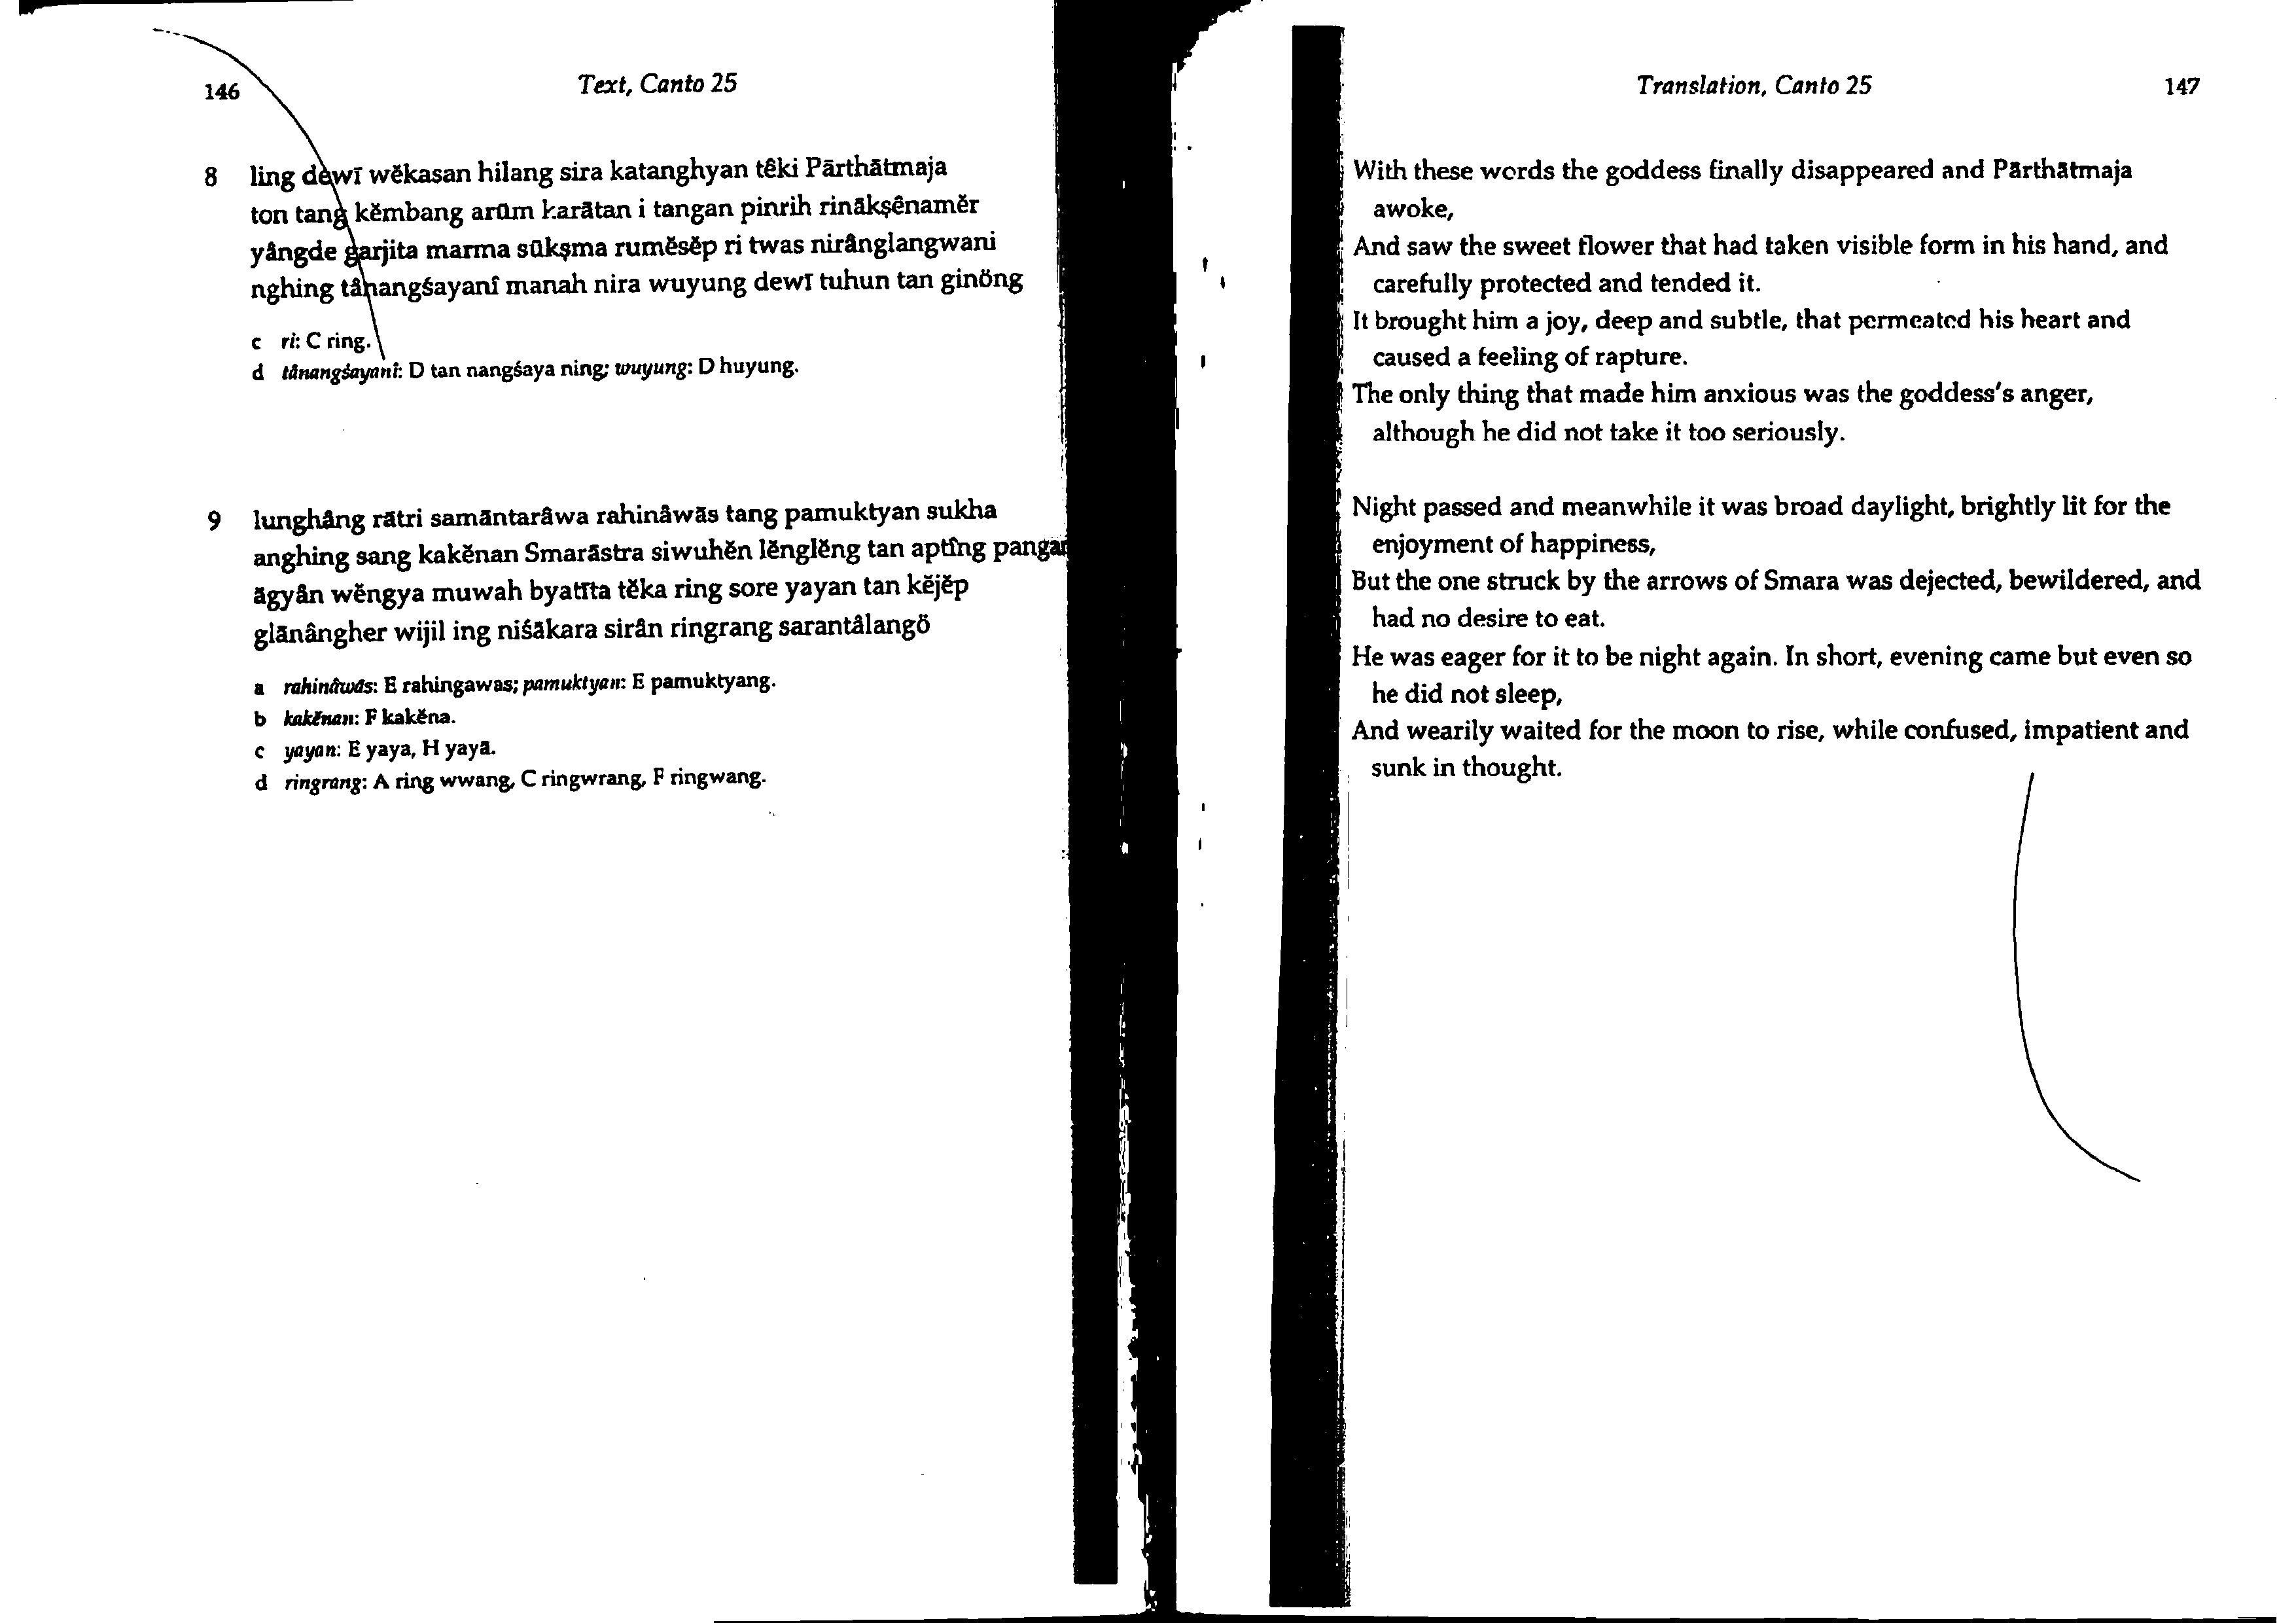 146
Text, Canto 25
8 ling dewī wĕkasan hilang sira katanghyan têki Pārthātmaja
ton tang kĕmbang arūm karātan i tangan pinrih rinākṣênamĕr
yângde garjita marma sūkṣma rumĕsĕp ri twas nirânglangwani
nghing tânangśayanî manah nira wuyung dewī tuhun tan ginöng
c ri: C ring.
d tânangśayanî: D tan nangśaya ning; wuyung: D huyung.
9 lunghâng rātri samāntarâwa rahinâwās tang pamuktyan sukha
anghing sang kakĕnan Smarāstra siwuhĕn lĕnglĕng tan aptîng
āgyân wĕngya muwah byatīta tĕka ring sore yayan tan kĕjĕp
glānângher wijil ing niśākara sirân ringrang sarantâlangö
a rahinâwās: E rahingawas; pamuktyan: E pamuktyang.
b kakĕnan: F kakĕna.
c yayan: E yaya, H yayā.
d ringrang: A ring wwang, C ringwrang, F ringwang.
Translation, Canto 25
147
With these words the goddess finally disappeared and Pārthātmaja
awoke,
And saw the sweet flower that had taken visible form in his hand, and
carefully protected and tended it.
It brought him a joy, deep and subtle, that permeated his heart and
caused a feeling of rapture.
The only thing that made him anxious was the goddess's anger,
although he did not take it too seriously.
Night passed and meanwhile it was broad daylight, brightly lit for the
enjoyment of happiness,
But the one struck by the arrows of Smara was dejected, bewildered, and
had no desire to eat.
He was eager for it to be night again. In short, evening came but even so
he did not sleep,
And wearily waited for the moon to rise, while confused, impatient and
sunk in thought.